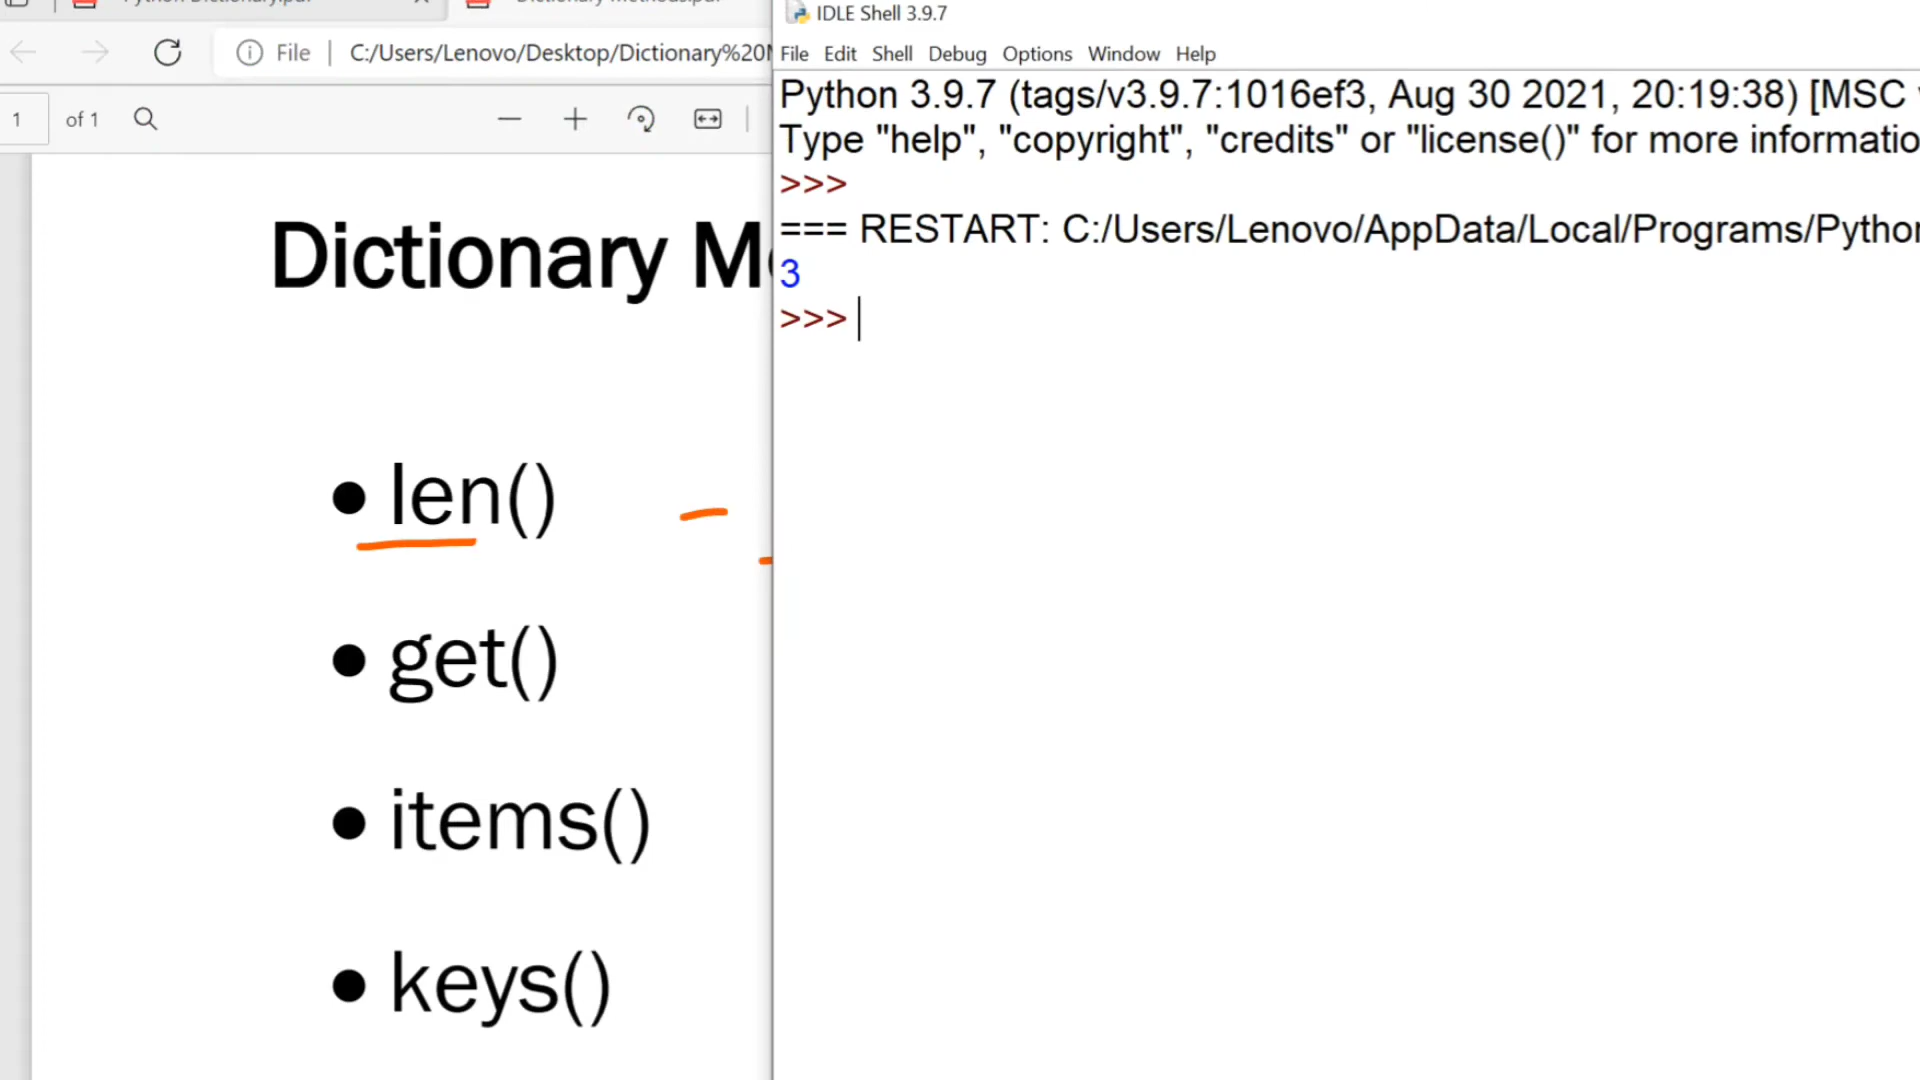 IDLE Shell 3.9.7
File | C:/Users/Lenovo/Desktop/Dictionary%20
File Edit Shell Debug Options Window Help
1 of 1
Python 3.9.7 (tags/v3.9.7:1016ef3, Aug 30 2021, 20:19:38) [MSC
Type "help", "copyright", "credits" or "license()" for more informatio
>>>
=== RESTART: C:/Users/Lenovo/AppData/Local/Programs/Python
3
>>>
Dictionary M
• len()
• get()
• items()
• keys()